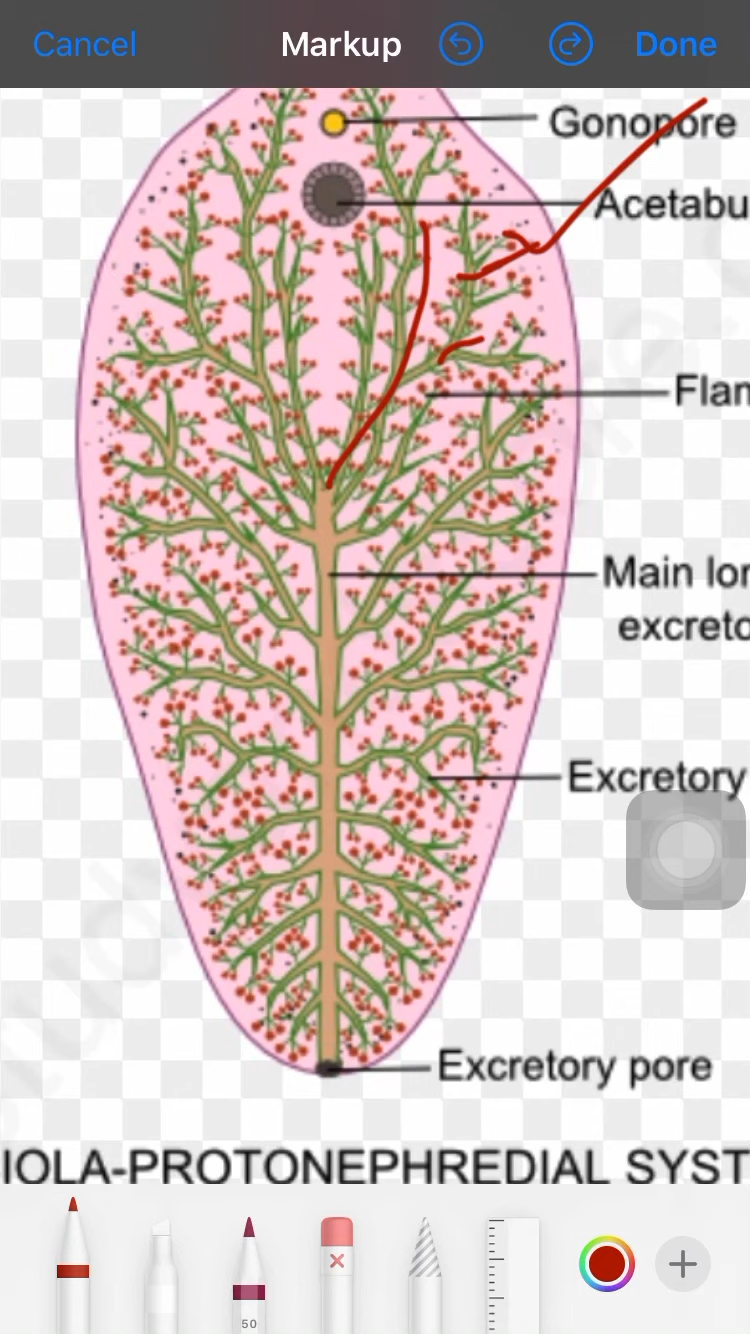 Cancel Markup Done
Gonopore
Acetabu
Flan
Main lor
excreto
Excretory
Excretory pore
IOLA-PROTONEPHREDIAL SYST
50